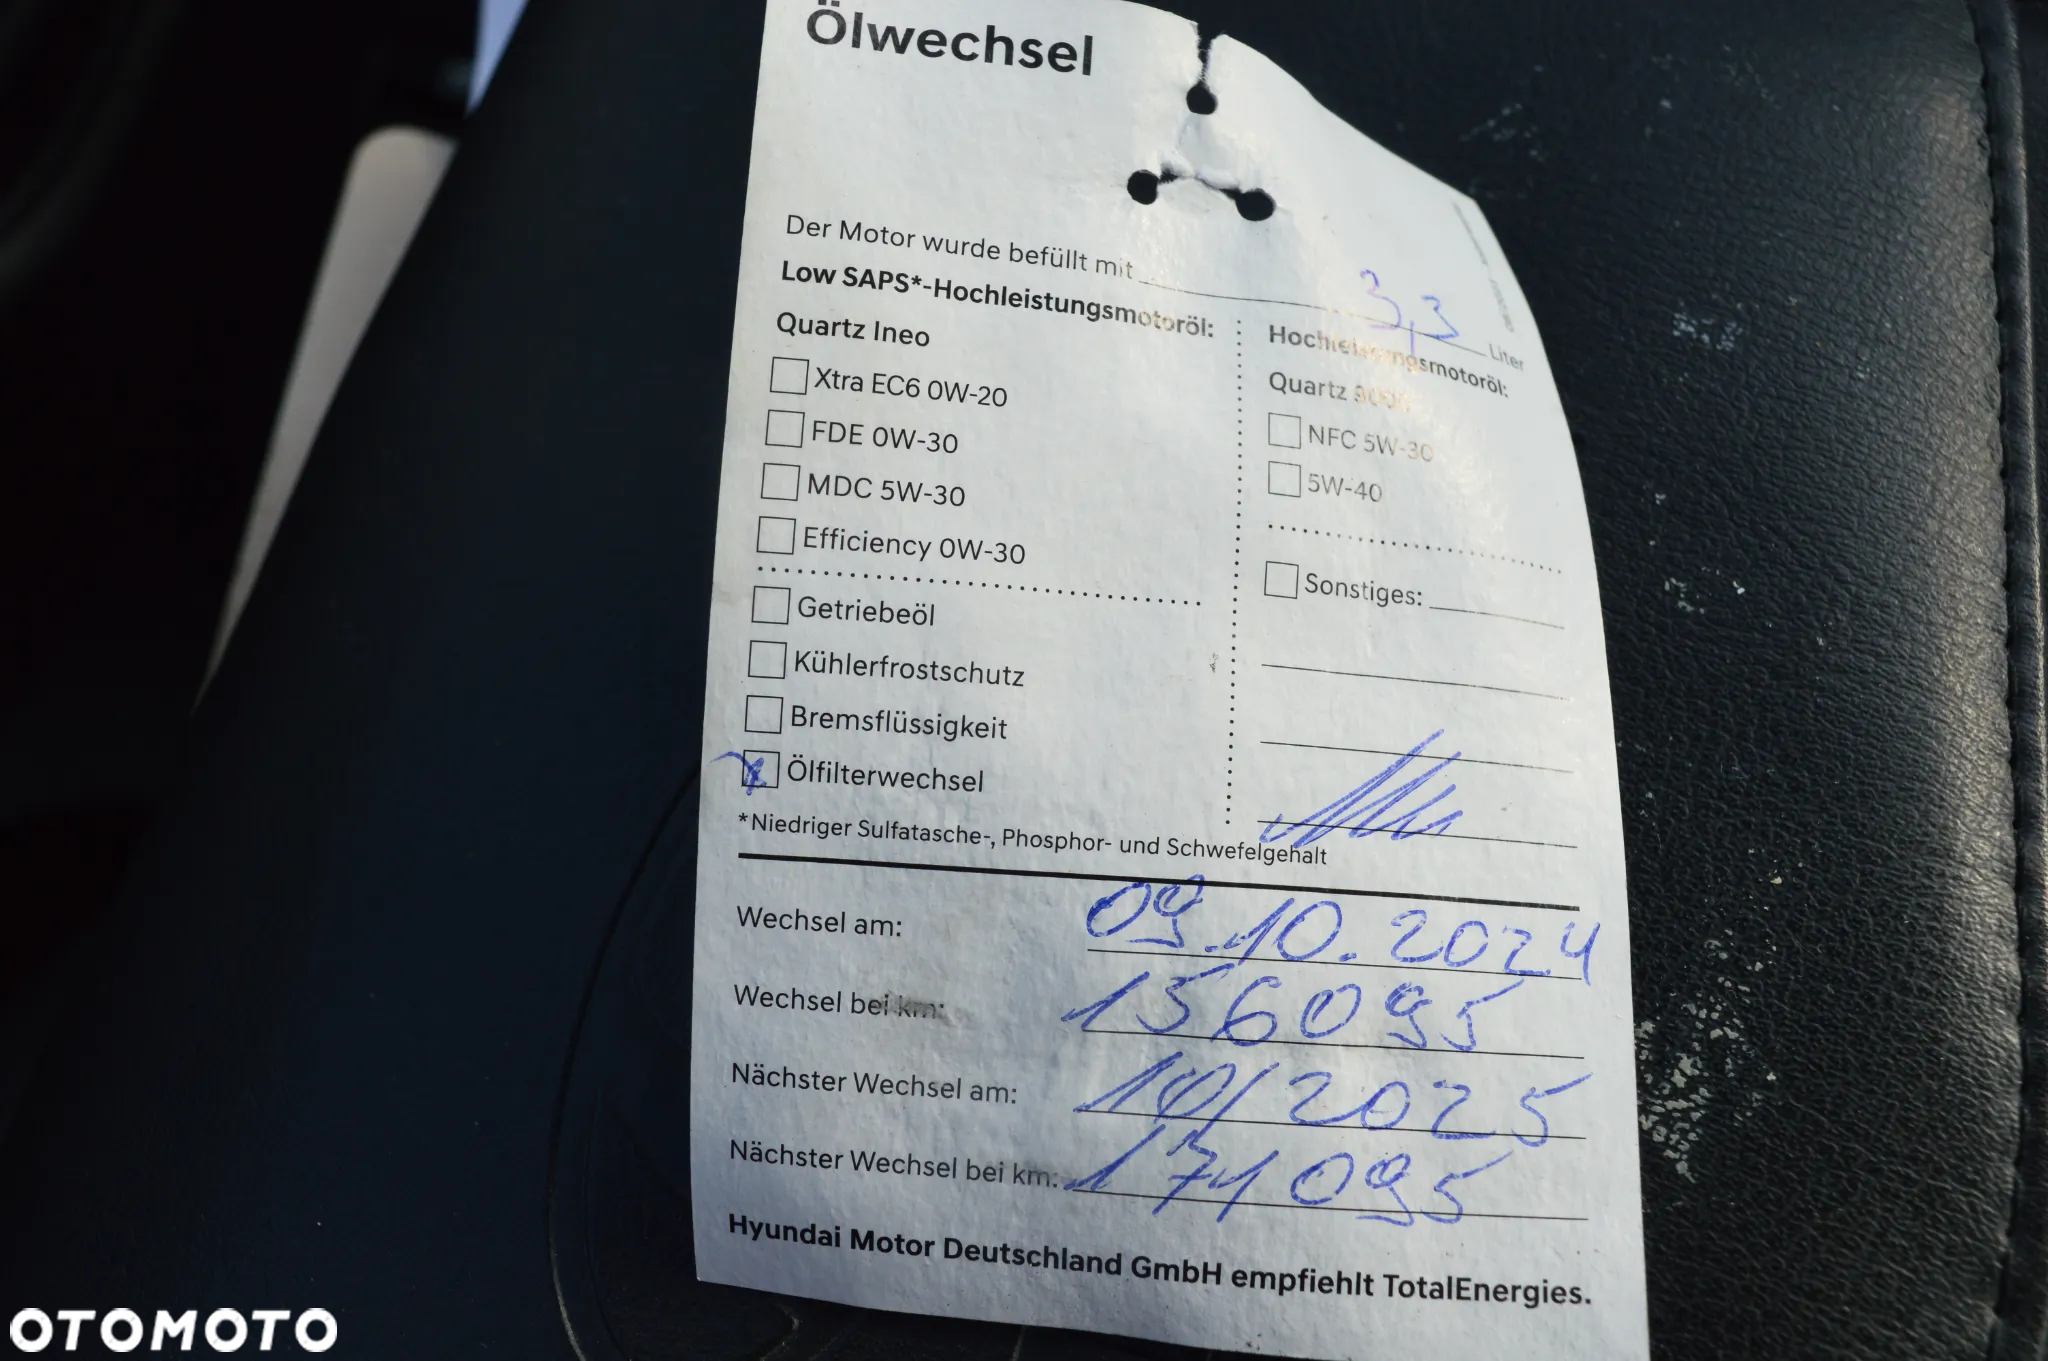 Ölwechsel
Der Motor wurde befüllt mit 3,3 Liter
Low SAPS*-Hochleistungsmotoröl:
Quartz Ineo
Xtra EC6 0W-20
FDE 0W-30
MDC 5W-30
Efficiency 0W-30
Getriebeöl
Kühlerfrostschutz
Bremsflüssigkeit
Ölfilterwechsel
Hochleistungsmotoröl:
Quartz 9000
NFC 5W-30
5W-40
Sonstiges:
*Niedriger Sulfatasche-, Phosphor- und Schwefelgehalt
Wechsel am: 09.10.2024
Wechsel bei km: 156095
Nächster Wechsel am: 10/2025
Nächster Wechsel bei km: 171095
Hyundai Motor Deutschland GmbH empfiehlt TotalEnergies.
OTOMOTO